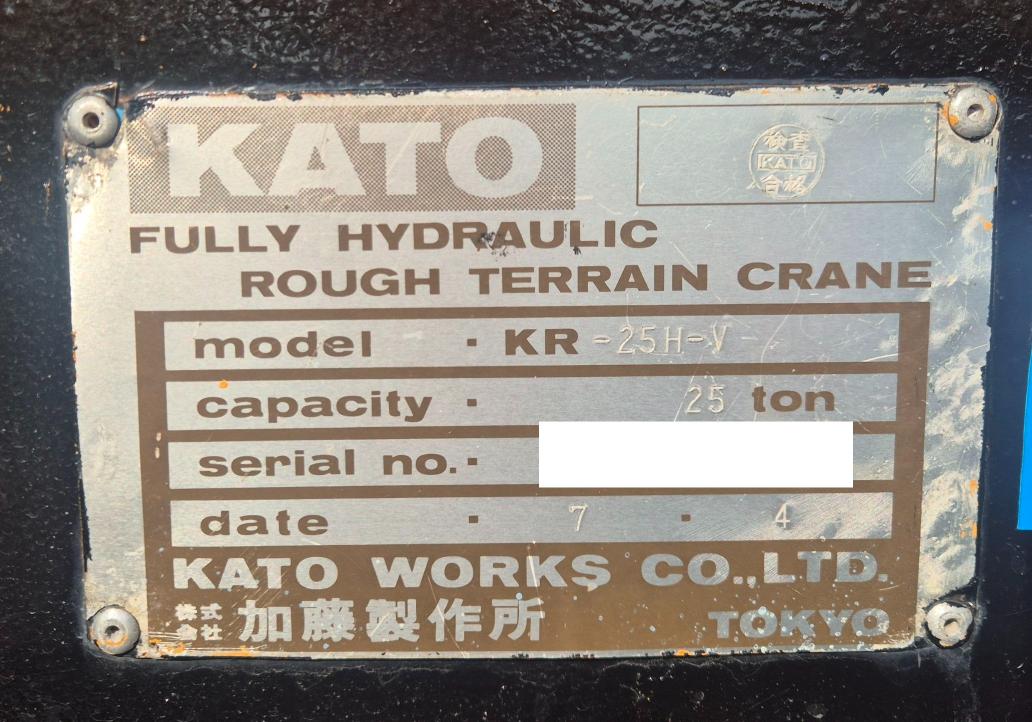 KATO
検査
KATO
合格
FULLY HYDRAULIC
ROUGH TERRAIN CRANE
model ・ KR -25H-V
capacity ・ 25 ton
serial no.・
date ・ 7 ・ 4
KATO WORKS CO.,LTD.
株式会社 加藤製作所 TOKYO